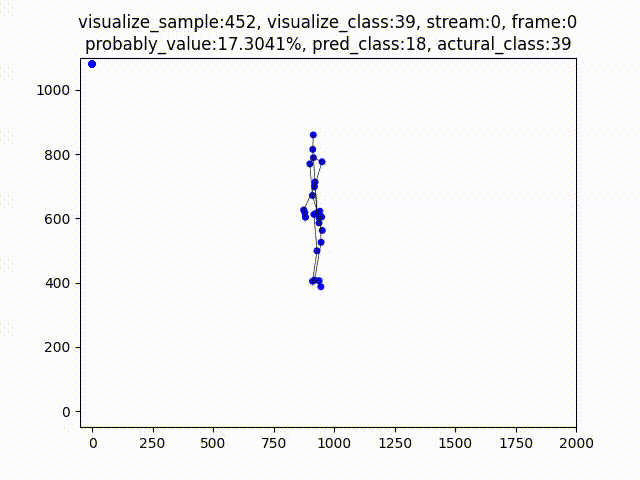 visualize_sample:452, visualize_class:39, stream:0, frame:0
probably_value:17.3041%, pred_class:18, actural_class:39
1000
800
600
400
200
0
0 250 500 750 1000 1250 1500 1750 2000